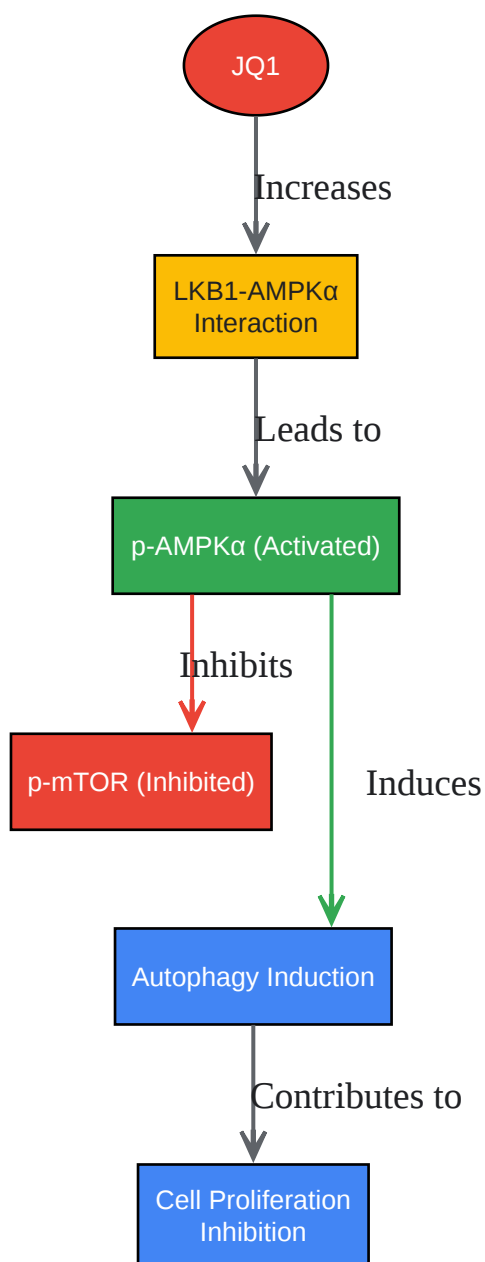 JQ1
Increases
LKB1-AMPKα
Interaction
Leads to
p-AMPKα (Activated)
Inhibits
p-mTOR (Inhibited)
Induces
Autophagy Induction
Contributes to
Cell Proliferation
Inhibition